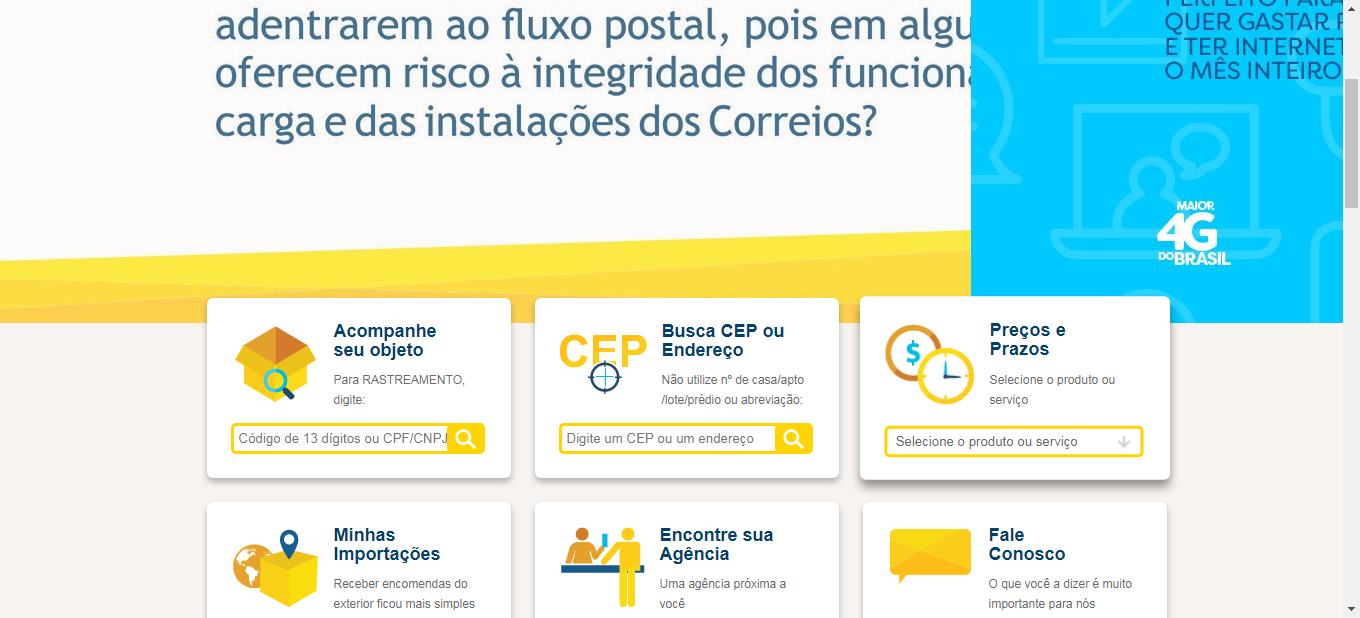 adentrarem ao fluxo postal, pois em algu
oferecem risco à integridade dos funciona
carga e das instalações dos Correios?
PERFEITO PARA
QUER GASTAR
E TER INTERNET
O MÊS INTEIRO
MAIOR
4G
DO BRASIL
Acompanhe
seu objeto
Para RASTREAMENTO,
digite:
Código de 13 dígitos ou CPF/CNPJ
CEP
Busca CEP ou
Endereço
Não utilize nº de casa/apto
/lote/prédio ou abreviação:
Digite um CEP ou um endereço
$
Preços e
Prazos
Selecione o produto ou
serviço
Selecione o produto ou serviço
Minhas
Importações
Receber encomendas do
exterior ficou mais simples
Encontre sua
Agência
Uma agência próxima a
você
Fale
Conosco
O que você a dizer é muito
importante para nós